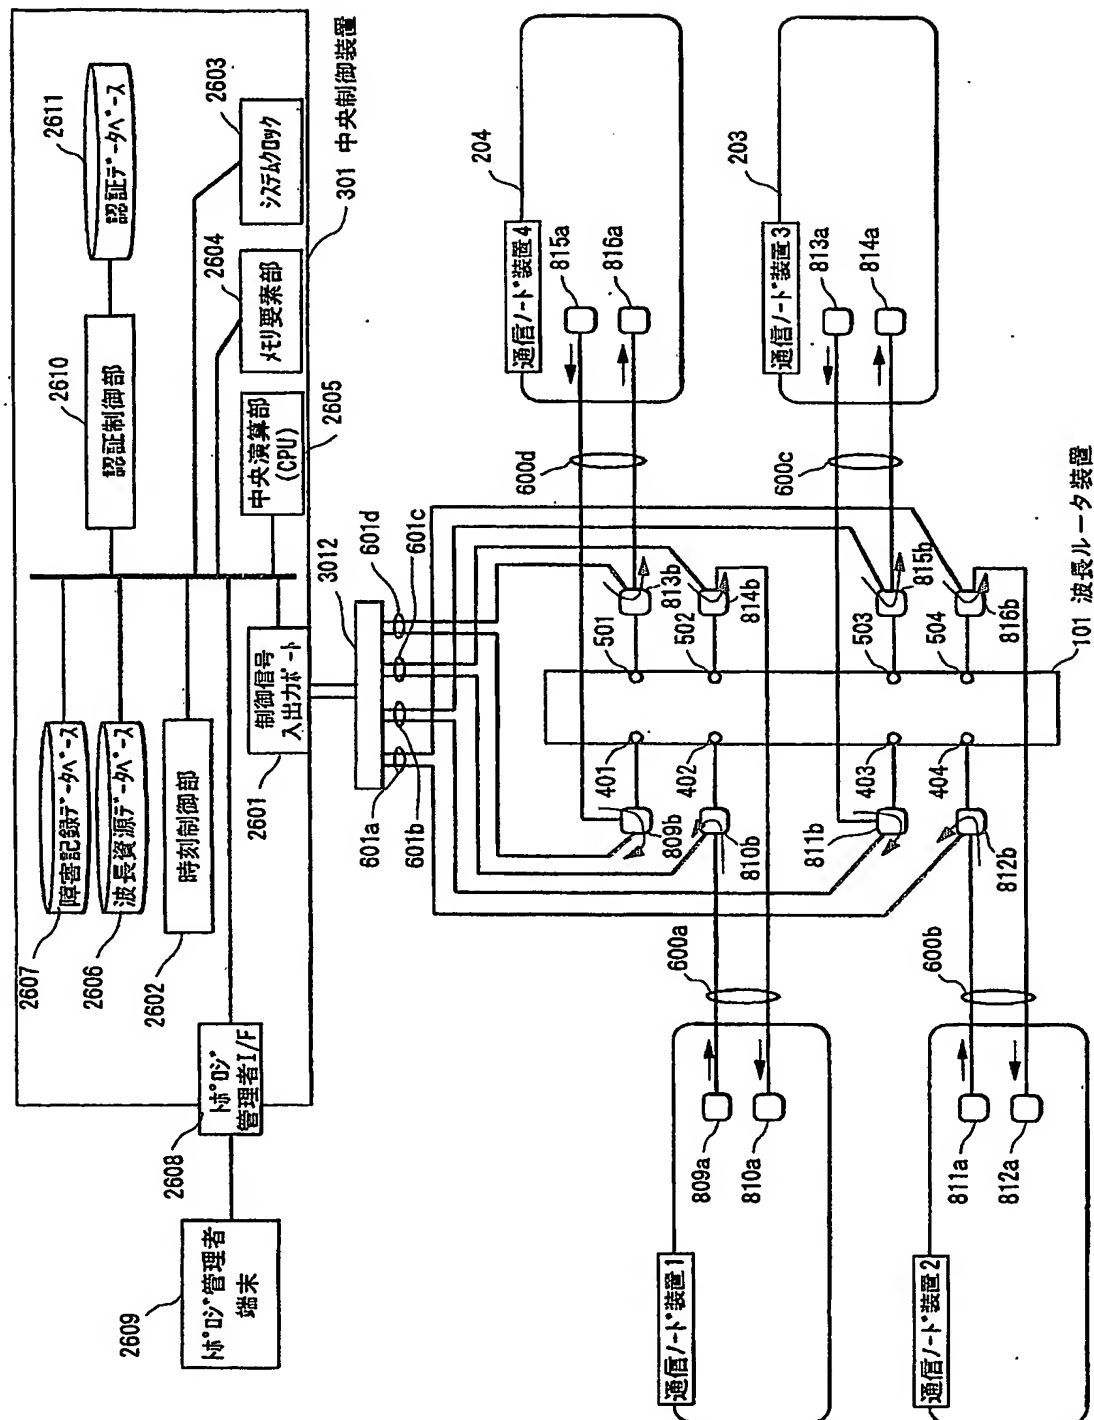 2611
認証データベース
2610
認証制御部
2603
システムクロック
2604
メモリ要素部
2605
中央演算部
(CPU)
301 中央制御装置
2607
障害記録データベース
2606
波長資源データベース
2602
時刻制御部
2601
制御信号
入出力ポート
2608
トポロジ
管理者I/F
2609
トポロジ管理者
端末
3012
601d
601c
601a
601b
204
通信ノード装置4
815a
816a
600d
203
通信ノード装置3
813a
814a
600c
101 波長ルータ装置
501
813b
502
814b
503
815b
504
816b
401
809b
402
810b
403
811b
404
812b
600a
通信ノード装置1
809a
810a
600b
通信ノード装置2
811a
812a